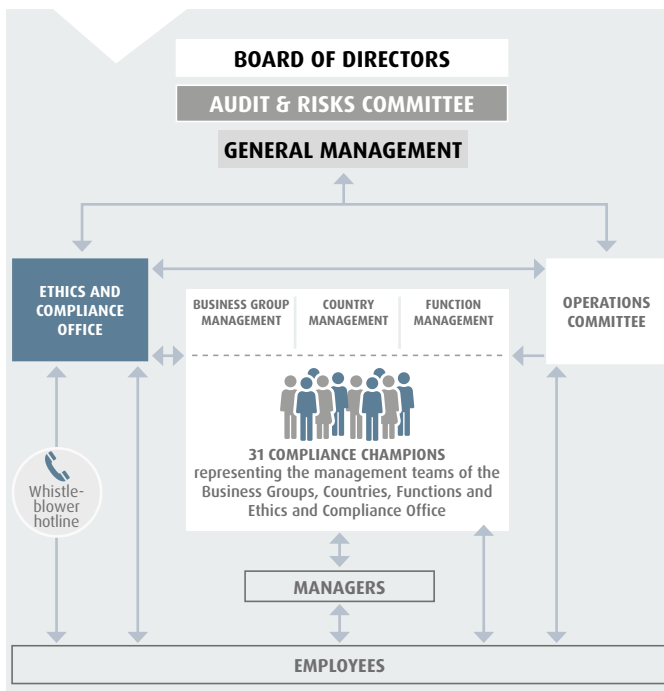 BOARD OF DIRECTORS
AUDIT & RISKS COMMITTEE
GENERAL MANAGEMENT
ETHICS AND
COMPLIANCE
OFFICE
BUSINESS GROUP
MANAGEMENT
COUNTRY
MANAGEMENT
FUNCTION
MANAGEMENT
OPERATIONS
COMMITTEE
31 COMPLIANCE CHAMPIONS
representing the management teams of the
Business Groups, Countries, Functions and
Ethics and Compliance Office
Whistle-
blower
hotline
MANAGERS
EMPLOYEES